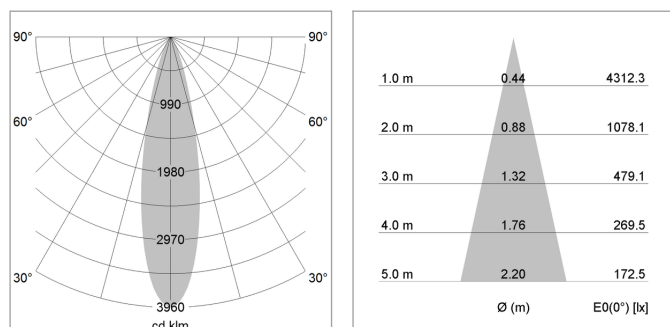 90° 90°
990
60° 60°
1980
2970
30° 30°
3960
cd klm
1.0 m 0.44 4312.3
2.0 m 0.88 1078.1
3.0 m 1.32 479.1
4.0 m 1.76 269.5
5.0 m 2.20 172.5
Ø (m) E0(0°) [lx]